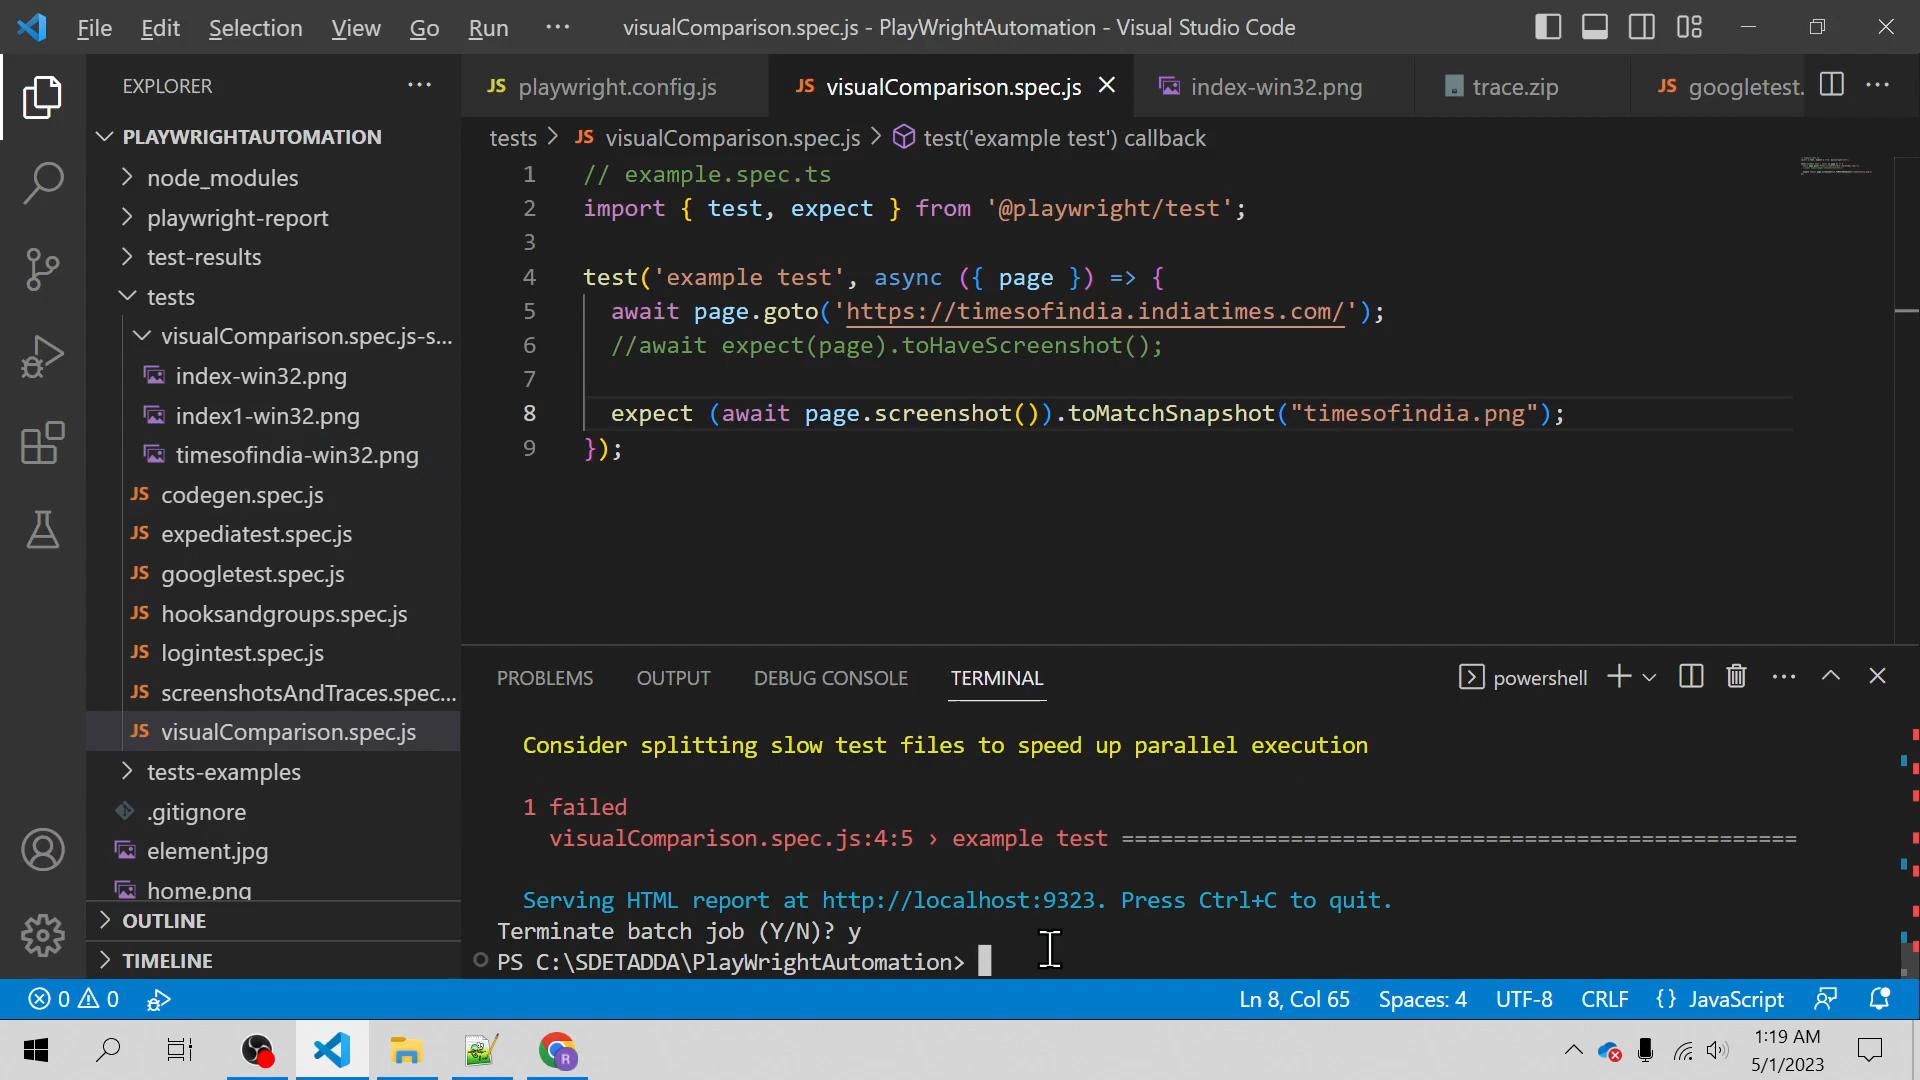 File Edit Selection View Go Run ··· visualComparison.spec.js - PlayWrightAutomation - Visual Studio Code
EXPLORER ···
JS playwright.config.js JS visualComparison.spec.js index-win32.png trace.zip JS googletest. ···
PLAYWRIGHTAUTOMATION
tests > JS visualComparison.spec.js > test('example test') callback
node_modules
playwright-report
test-results
tests
visualComparison.spec.js-s...
index-win32.png
index1-win32.png
timesofindia-win32.png
JS codegen.spec.js
JS expediatest.spec.js
JS googletest.spec.js
JS hooksandgroups.spec.js
JS logintest.spec.js
JS screenshotsAndTraces.spec...
JS visualComparison.spec.js
tests-examples
.gitignore
element.jpg
home.png
OUTLINE
TIMELINE
1 // example.spec.ts
2 import { test, expect } from '@playwright/test';
3
4 test('example test', async ({ page }) => {
5 await page.goto('https://timesofindia.indiatimes.com/');
6 //await expect(page).toHaveScreenshot();
7
8 expect (await page.screenshot()).toMatchSnapshot("timesofindia.png");
9 });
PROBLEMS OUTPUT DEBUG CONSOLE TERMINAL powershell ···
Consider splitting slow test files to speed up parallel execution
1 failed
visualComparison.spec.js:4:5 › example test ====================================================
Serving HTML report at http://localhost:9323. Press Ctrl+C to quit.
Terminate batch job (Y/N)? y
PS C:\SDETADDA\PlayWrightAutomation>
0 0 Ln 8, Col 65 Spaces: 4 UTF-8 CRLF {} JavaScript
R
1:19 AM
5/1/2023